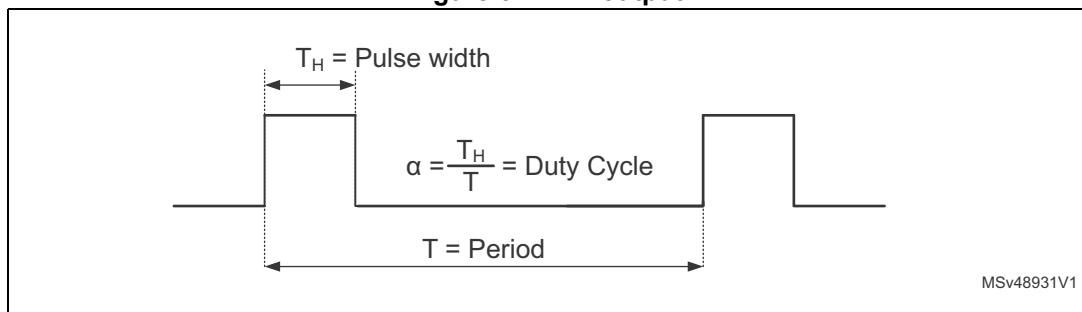 T_H = Pulse width
α = T_H / T = Duty Cycle
T = Period
MSv48931V1